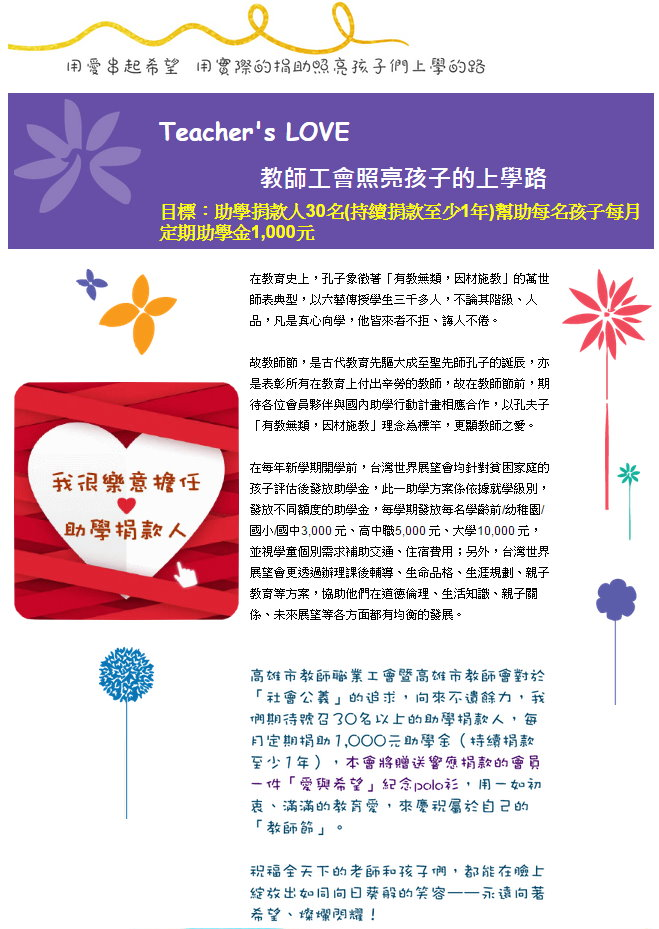 用愛串起希望 用實際的捐助照亮孩子們上學的路
Teacher's LOVE
教師工會照亮孩子的上學路
目標：助學捐款人30名(持續捐款至少1年)幫助每名孩子每月
定期助學金1,000元
在教育史上，孔子象徵著「有教無類，因材施教」的萬世
師表典型，以六藝傳授學生三千多人，不論其階級、人
品，凡是真心向學，他皆來者不拒、誨人不倦。
故教師節，是古代教育先驅大成至聖先師孔子的誕辰，亦
是表彰所有在教育上付出辛勞的教師，故在教師節前，期
待各位會員夥伴與國內助學行動計畫相應合作，以孔夫子
「有教無類，因材施教」理念為標竿，更顯教師之愛。
我很樂意擔任
助學捐款人
在每年新學期開學前，台灣世界展望會均針對貧困家庭的
孩子評估後發放助學金，此一助學方案係依據就學級別，
發放不同額度的助學金，每學期發放每名學齡前/幼稚園/
國小/國中3,000 元、高中職5,000 元、大學10,000 元，
並視學童個別需求補助交通、住宿費用；另外，台灣世界
展望會更透過辦理課後輔導、生命品格、生涯規劃、親子
教育等方案，協助他們在道德倫理、生活知識、親子關
係、未來展望等各方面都有均衡的發展。
高雄市教師職業工會暨高雄市教師會對於
「社會公義」的追求，向來不遺餘力，我
們期待號召30名以上的助學捐款人，每
月定期捐助1,000元助學金（持續捐款
至少1年），本會將贈送響應捐款的會員
一件「愛與希望」紀念polo衫，用一如初
衷、滿滿的教育愛，來慶祝屬於自己的
「教師節」。
祝福全天下的老師和孩子們，都能在臉上
綻放出如同向日葵般的笑容——永遠向著
希望、燦爛閃耀！